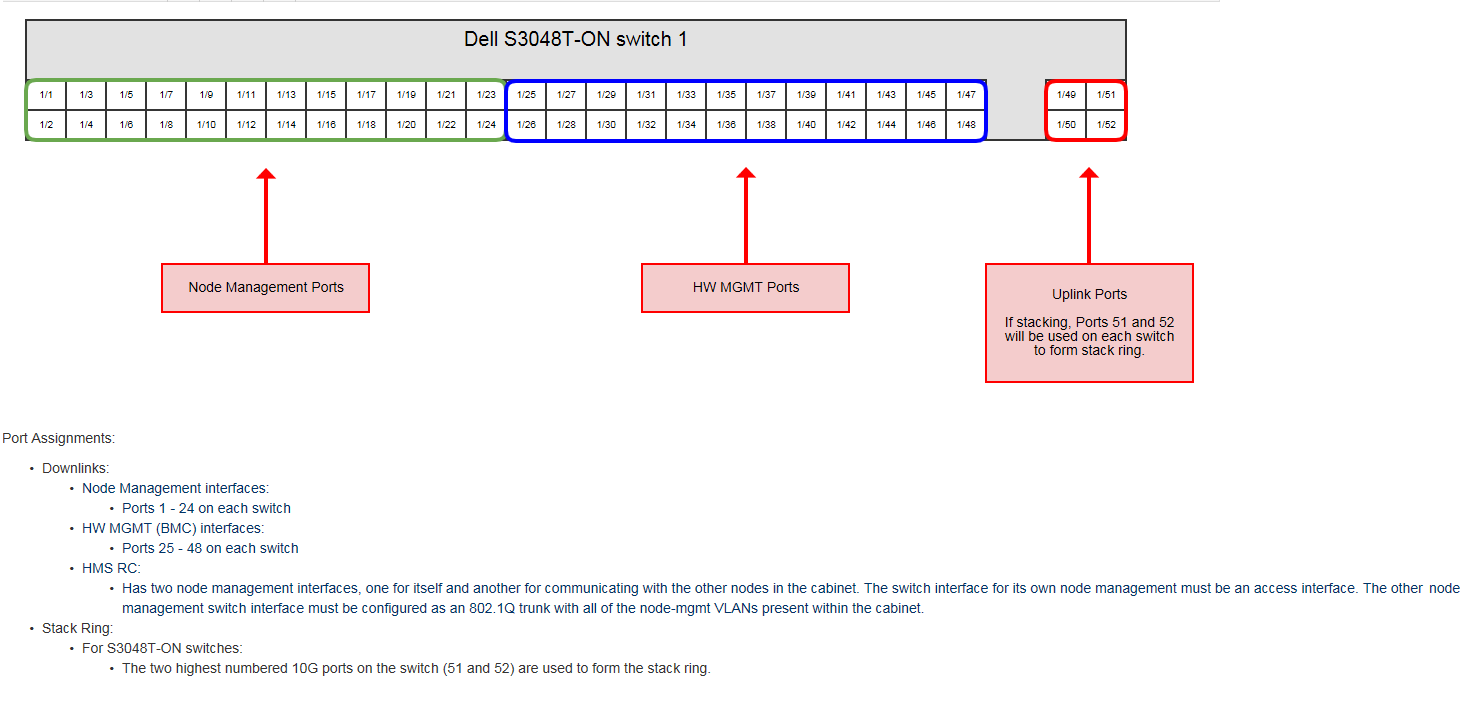 Dell S3048T-ON switch 1
1/1 1/3 1/5 1/7 1/9 1/11 1/13 1/15 1/17 1/19 1/21 1/23 1/25 1/27 1/29 1/31 1/33 1/35 1/37 1/39 1/41 1/43 1/45 1/47 1/49 1/51
1/2 1/4 1/6 1/8 1/10 1/12 1/14 1/16 1/18 1/20 1/22 1/24 1/26 1/28 1/30 1/32 1/34 1/36 1/38 1/40 1/42 1/44 1/46 1/48 1/50 1/52
Node Management Ports
HW MGMT Ports
Uplink Ports
If stacking, Ports 51 and 52
will be used on each switch
to form stack ring.
Port Assignments:
• Downlinks:
• Node Management interfaces:
• Ports 1 - 24 on each switch
• HW MGMT (BMC) interfaces:
• Ports 25 - 48 on each switch
• HMS RC:
• Has two node management interfaces, one for itself and another for communicating with the other nodes in the cabinet. The switch interface for its own node management must be an access interface. The other node
management switch interface must be configured as an 802.1Q trunk with all of the node-mgmt VLANs present within the cabinet.
• Stack Ring:
• For S3048T-ON switches:
• The two highest numbered 10G ports on the switch (51 and 52) are used to form the stack ring.